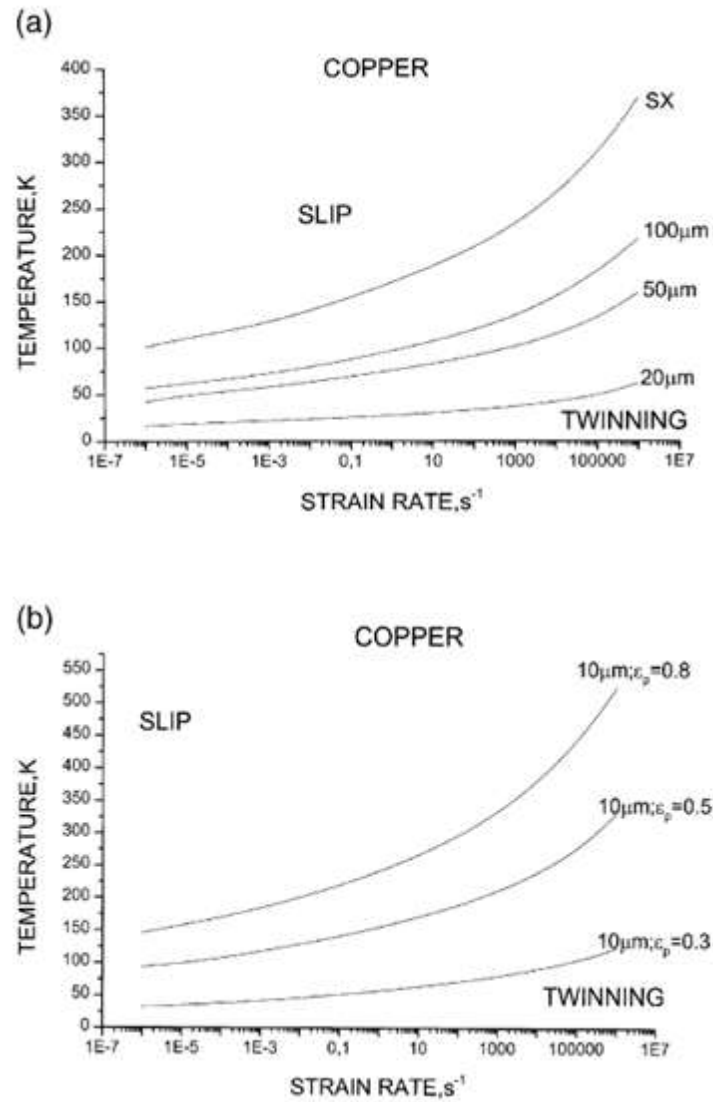 (a)
COPPER
400
350
300
250
200
150
100
50
0
TEMPERATURE,K
SX
SLIP
100μm
50μm
20μm
TWINNING
1E-7 1E-5 1E-3 0,1 10 1000 100000 1E7
STRAIN RATE,s⁻¹
(b)
COPPER
550
500
450
400
350
300
250
200
150
100
50
0
TEMPERATURE,K
SLIP
10μm;εₚ=0.8
10μm;εₚ=0.5
10μm;εₚ=0.3
TWINNING
1E-7 1E-5 1E-3 0,1 10 1000 100000 1E7
STRAIN RATE,s⁻¹